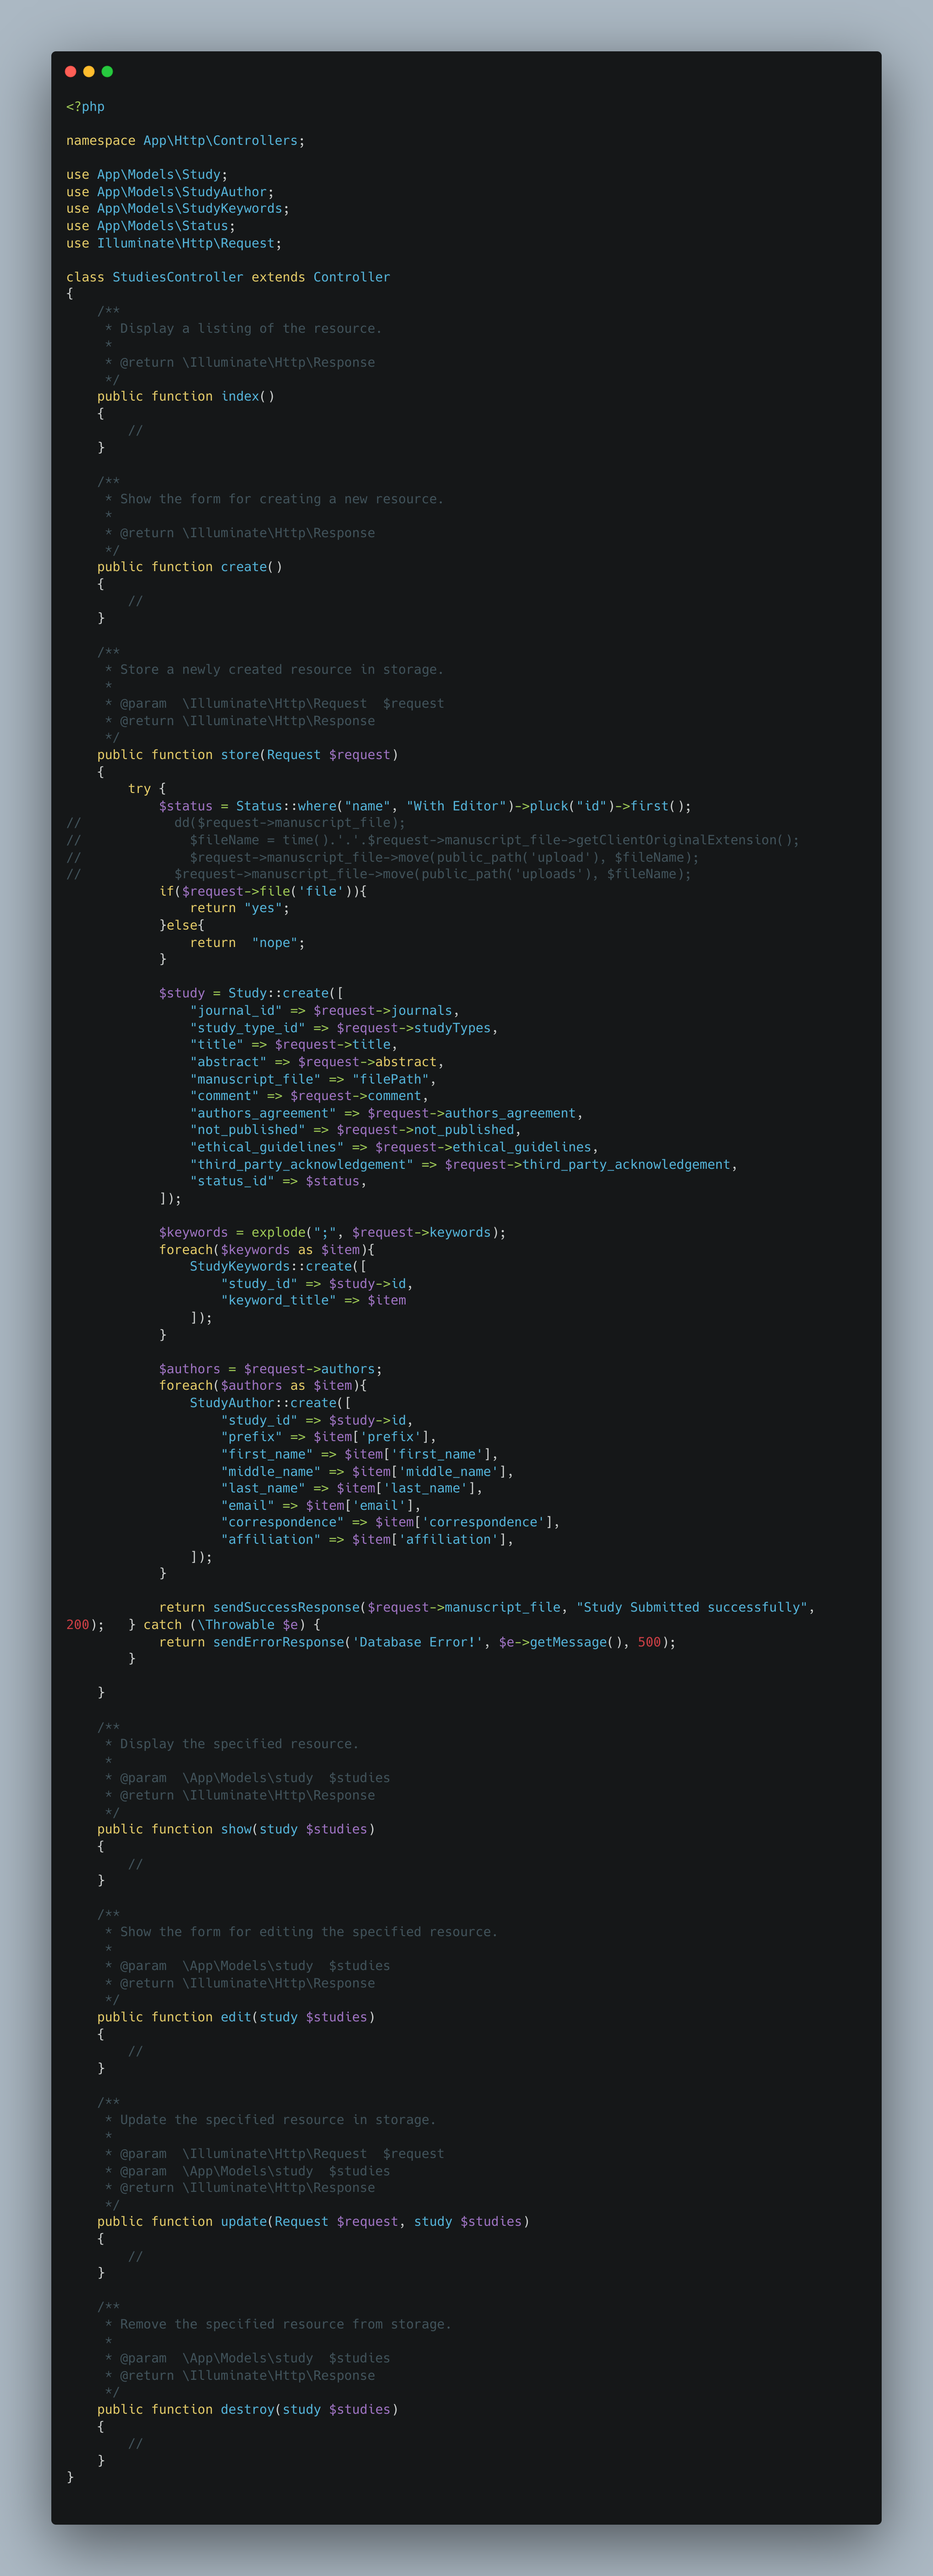 <?php

namespace App\Http\Controllers;

use App\Models\Study;
use App\Models\StudyAuthor;
use App\Models\StudyKeywords;
use App\Models\Status;
use Illuminate\Http\Request;

class StudiesController extends Controller
{
    /**
     * Display a listing of the resource.
     *
     * @return \Illuminate\Http\Response
     */
    public function index()
    {
        //
    }

    /**
     * Show the form for creating a new resource.
     *
     * @return \Illuminate\Http\Response
     */
    public function create()
    {
        //
    }

    /**
     * Store a newly created resource in storage.
     *
     * @param  \Illuminate\Http\Request  $request
     * @return \Illuminate\Http\Response
     */
    public function store(Request $request)
    {
        try {
            $status = Status::where("name", "With Editor")->pluck("id")->first();
//            dd($request->manuscript_file);
//              $fileName = time().'.'.$request->manuscript_file->getClientOriginalExtension();
//              $request->manuscript_file->move(public_path('upload'), $fileName);
//            $request->manuscript_file->move(public_path('uploads'), $fileName);
            if($request->file('file')){
                return "yes";
            }else{
                return  "nope";
            }

            $study = Study::create([
                "journal_id" => $request->journals,
                "study_type_id" => $request->studyTypes,
                "title" => $request->title,
                "abstract" => $request->abstract,
                "manuscript_file" => "filePath",
                "comment" => $request->comment,
                "authors_agreement" => $request->authors_agreement,
                "not_published" => $request->not_published,
                "ethical_guidelines" => $request->ethical_guidelines,
                "third_party_acknowledgement" => $request->third_party_acknowledgement,
                "status_id" => $status,
            ]);

            $keywords = explode(";", $request->keywords);
            foreach($keywords as $item){
                StudyKeywords::create([
                    "study_id" => $study->id,
                    "keyword_title" => $item
                ]);
            }

            $authors = $request->authors;
            foreach($authors as $item){
                StudyAuthor::create([
                    "study_id" => $study->id,
                    "prefix" => $item['prefix'],
                    "first_name" => $item['first_name'],
                    "middle_name" => $item['middle_name'],
                    "last_name" => $item['last_name'],
                    "email" => $item['email'],
                    "correspondence" => $item['correspondence'],
                    "affiliation" => $item['affiliation'],
                ]);
            }

            return sendSuccessResponse($request->manuscript_file, "Study Submitted successfully",
200);   } catch (\Throwable $e) {
            return sendErrorResponse('Database Error!', $e->getMessage(), 500);
        }

    }

    /**
     * Display the specified resource.
     *
     * @param  \App\Models\study  $studies
     * @return \Illuminate\Http\Response
     */
    public function show(study $studies)
    {
        //
    }

    /**
     * Show the form for editing the specified resource.
     *
     * @param  \App\Models\study  $studies
     * @return \Illuminate\Http\Response
     */
    public function edit(study $studies)
    {
        //
    }

    /**
     * Update the specified resource in storage.
     *
     * @param  \Illuminate\Http\Request  $request
     * @param  \App\Models\study  $studies
     * @return \Illuminate\Http\Response
     */
    public function update(Request $request, study $studies)
    {
        //
    }

    /**
     * Remove the specified resource from storage.
     *
     * @param  \App\Models\study  $studies
     * @return \Illuminate\Http\Response
     */
    public function destroy(study $studies)
    {
        //
    }
}